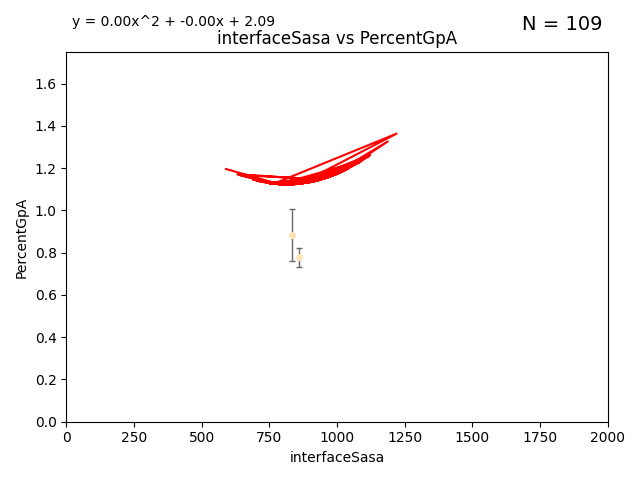 y = 0.00x^2 + -0.00x + 2.09
N = 109
interfaceSasa vs PercentGpA
PercentGpA
1.6
1.4
1.2
1.0
0.8
0.6
0.4
0.2
0.0
0 250 500 750 1000 1250 1500 1750 2000
interfaceSasa